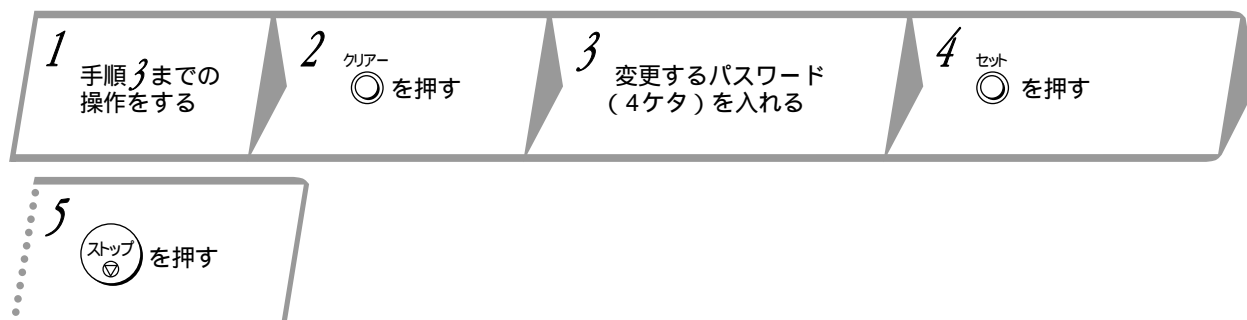 1
手順3までの
操作をする
2
クリアー
を押す
3
変更するパスワード
(4ケタ)を入れる
4
セット
を押す
5
ストップ
を押す